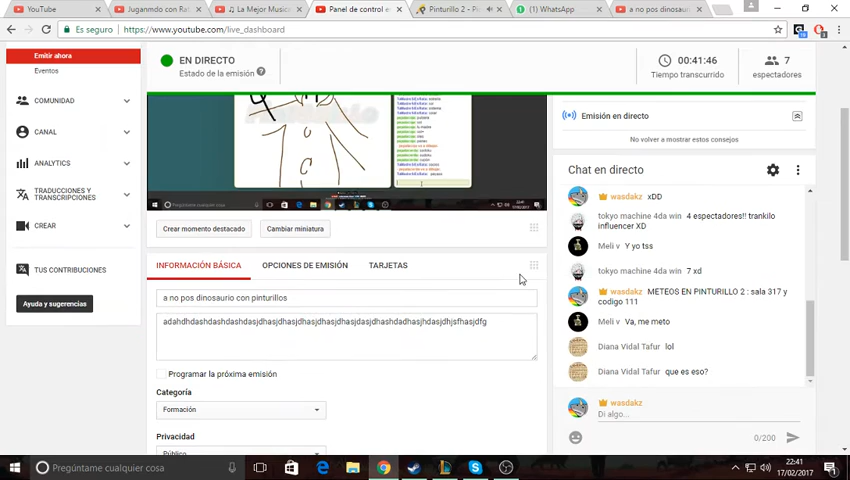 YouTube
Juganmdo con Ral
La Mejor Musica
Panel de control e
Pinturillo 2 - Pi
(1) WhatsApp
a no pos dinosauri
Es seguro
https://www.youtube.com/live_dashboard
Emitir ahora
Eventos
COMUNIDAD
CANAL
ANALYTICS
TRADUCCIONES Y
TRANSCRIPCIONES
CREAR
TUS CONTRIBUCIONES
Ayuda y sugerencias
EN DIRECTO
Estado de la emisión
00:41:46
Tiempo transcurrido
7
espectadores
Crear momento destacado
Cambiar miniatura
INFORMACIÓN BÁSICA
OPCIONES DE EMISIÓN
TARJETAS
a no pos dinosaurio con pinturillos
adahdhdashdashdashdasjdhasjdhasjdhasjdhasjdhasjdasjdhashdadhasjhdasjdhjsfhasjdfg
Programar la próxima emisión
Categoría
Formación
Privacidad
Público
Emisión en directo
No volver a mostrar estos consejos
Chat en directo
wasdakz xDD
tokyo machine 4da win 4 espectadores!! trankilo
influencer XD
Meli v Y yo tss
tokyo machine 4da win 7 xd
wasdakz METEOS EN PINTURILLO 2 : sala 317 y
codigo 111
Meli v Va, me meto
Diana Vidal Tafur lol
Diana Vidal Tafur que es eso?
wasdakz
Di algo...
0/200
Pregúntame cualquier cosa
22:41
17/02/2017